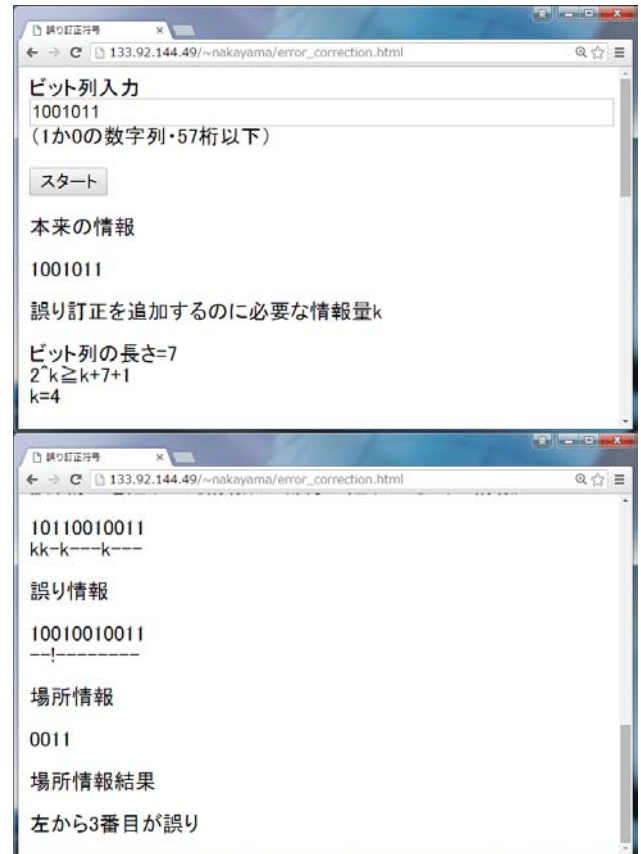 誤り訂正符号
133.92.144.49/~nakayama/error_correction.html
ビット列入力
1001011
(1か0の数字列・57桁以下)
スタート
本来の情報
1001011
誤り訂正を追加するのに必要な情報量k
ビット列の長さ=7
2^k≧k+7+1
k=4
誤り訂正符号
133.92.144.49/~nakayama/error_correction.html
10110010011
kk-k---k---
誤り情報
10010010011
--!--------
場所情報
0011
場所情報結果
左から3番目が誤り